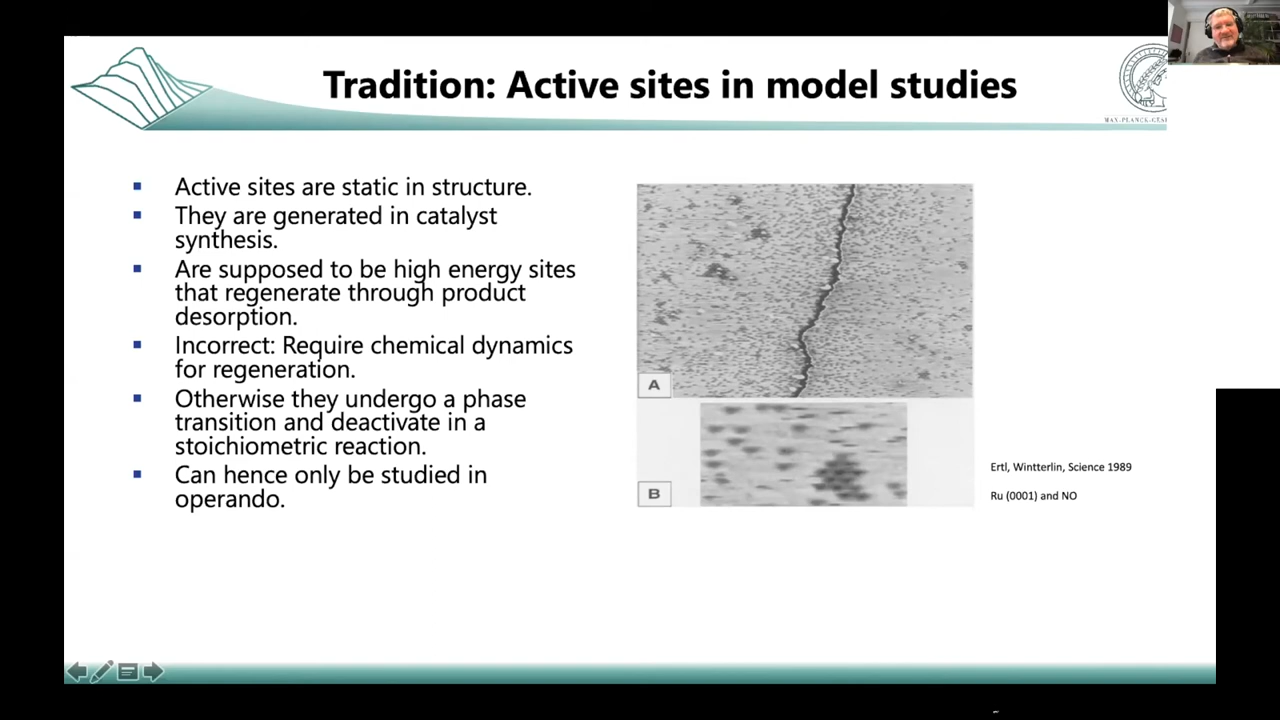 Tradition: Active sites in model studies
Active sites are static in structure.
They are generated in catalyst
synthesis.
Are supposed to be high energy sites
that regenerate through product
desorption.
Incorrect: Require chemical dynamics
for regeneration.
Otherwise they undergo a phase
transition and deactivate in a
stoichiometric reaction.
Can hence only be studied in
operando.
A
B
Ertl, Wintterlin, Science 1989
Ru (0001) and NO